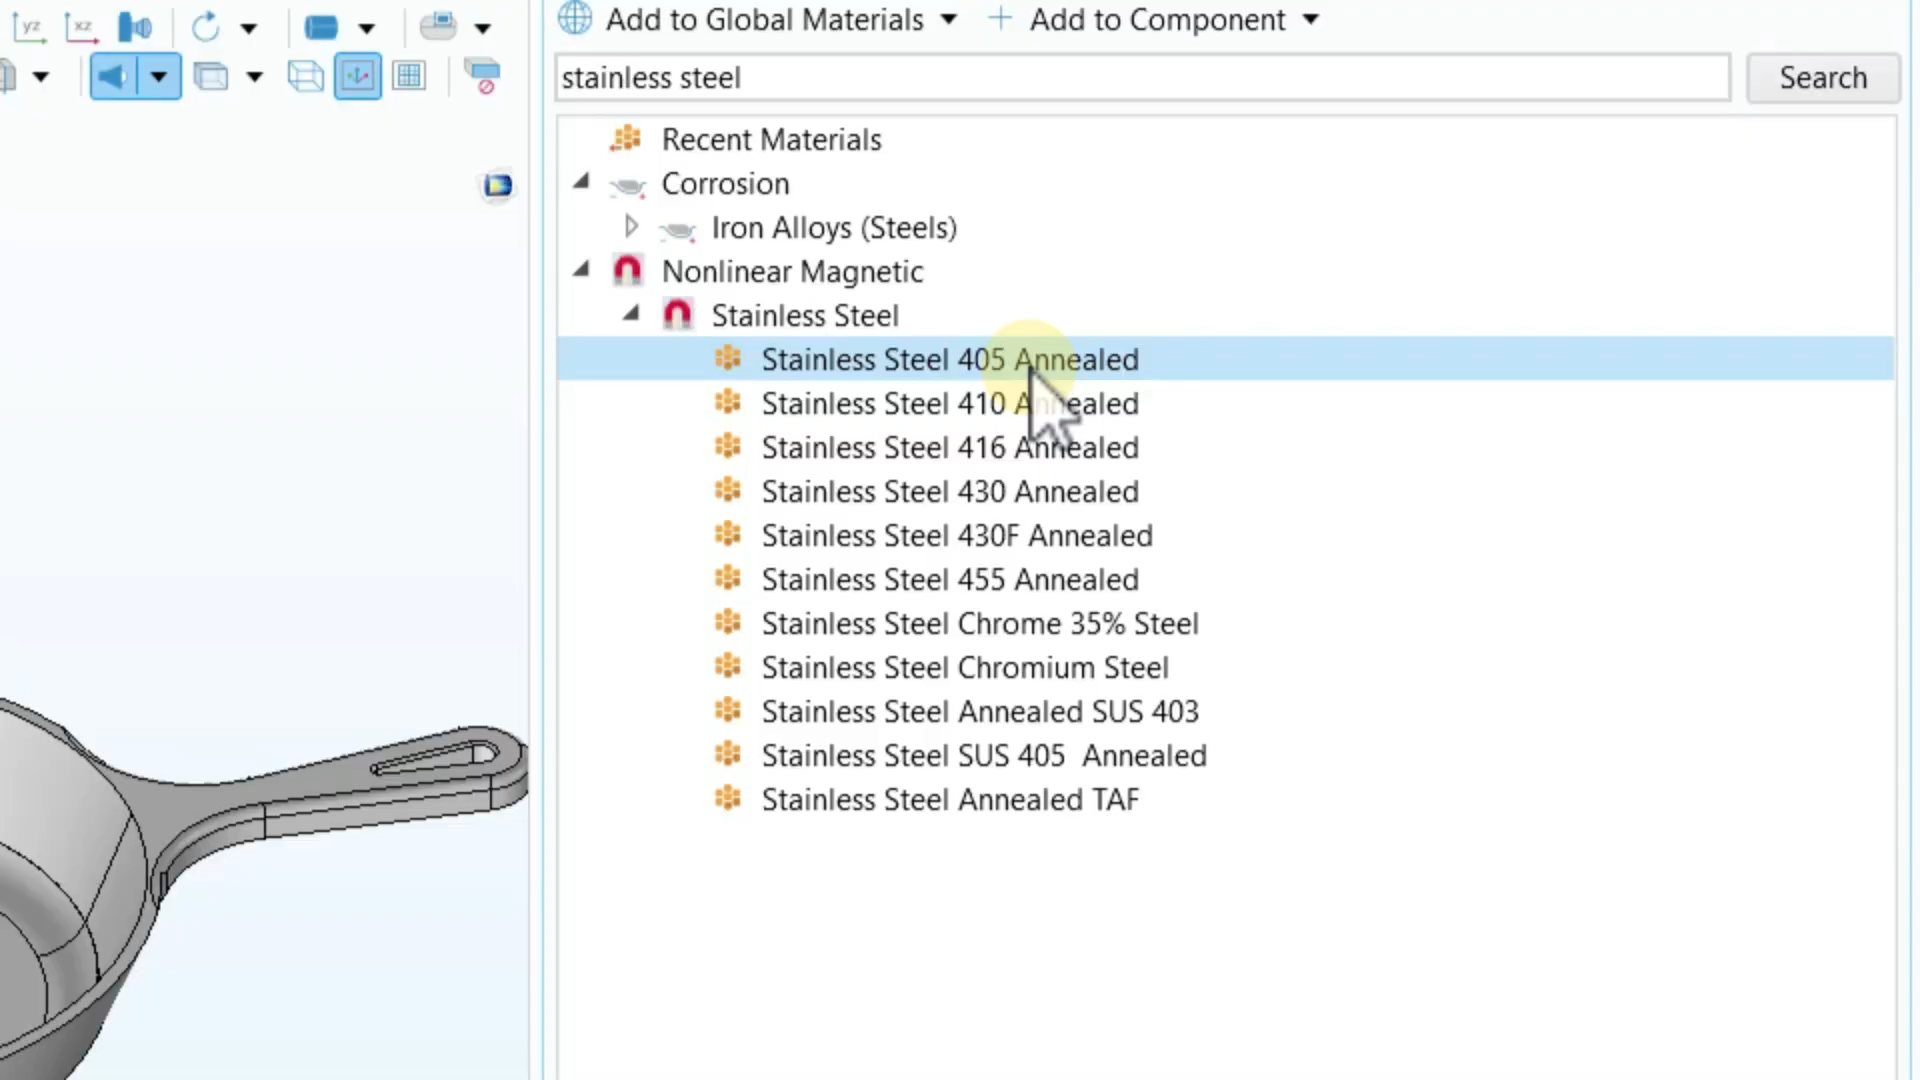 yz xz
Add to Global Materials Add to Component
stainless steel Search
Recent Materials
Corrosion
Iron Alloys (Steels)
Nonlinear Magnetic
Stainless Steel
Stainless Steel 405 Annealed
Stainless Steel 410 Annealed
Stainless Steel 416 Annealed
Stainless Steel 430 Annealed
Stainless Steel 430F Annealed
Stainless Steel 455 Annealed
Stainless Steel Chrome 35% Steel
Stainless Steel Chromium Steel
Stainless Steel Annealed SUS 403
Stainless Steel SUS 405  Annealed
Stainless Steel Annealed TAF